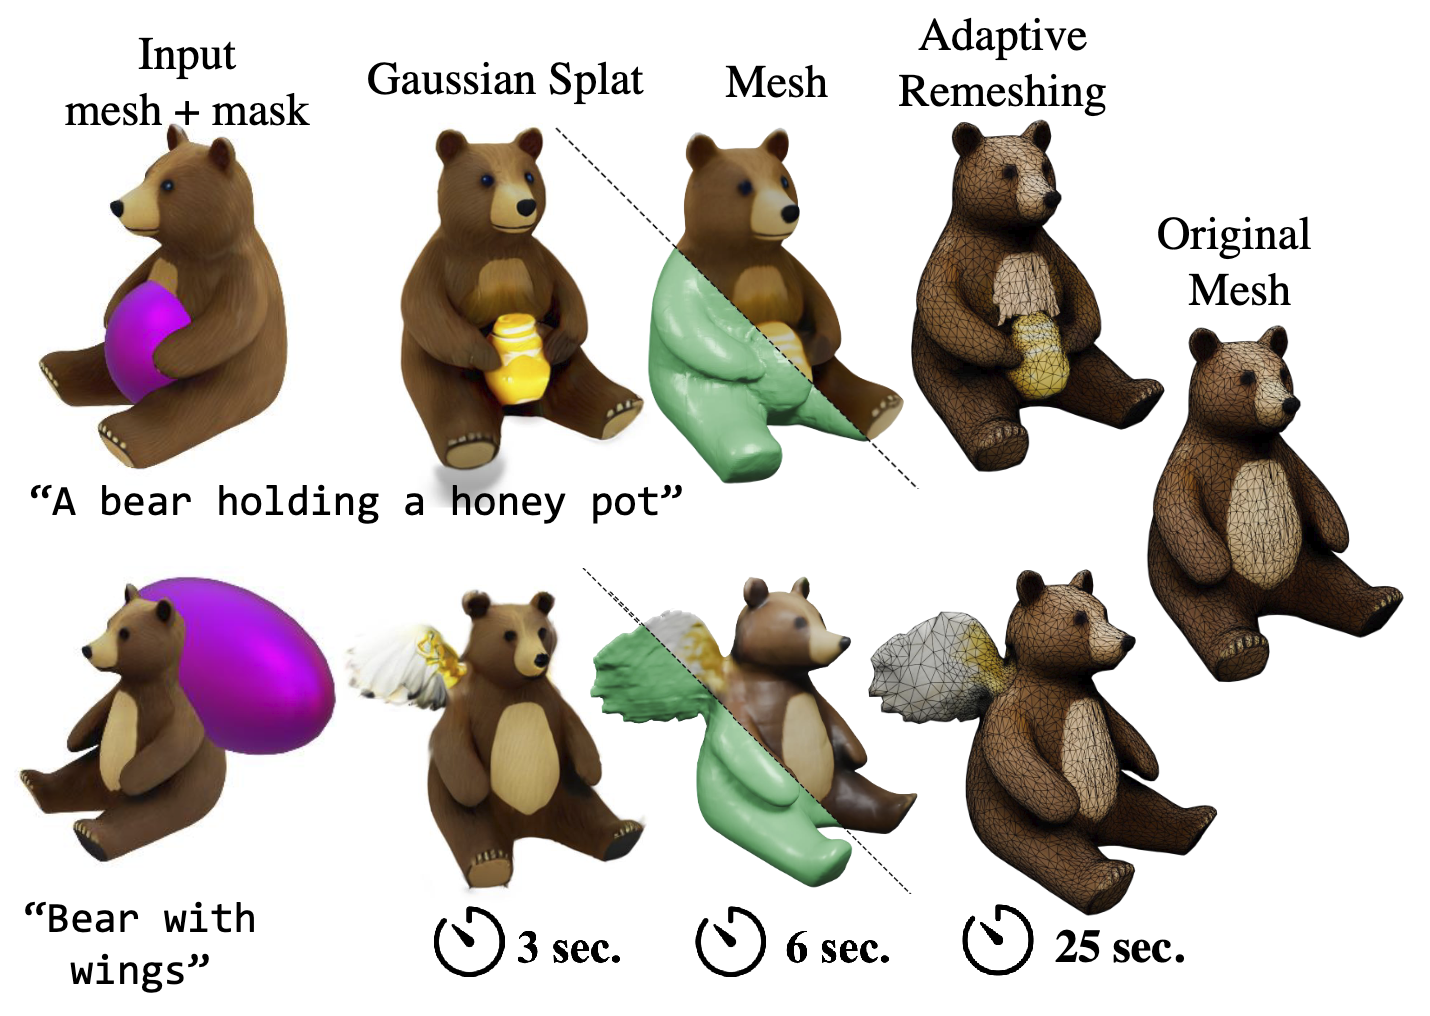 Input
mesh + mask
Gaussian Splat
Mesh
Adaptive
Remeshing
Original
Mesh
“A bear holding a honey pot”
“Bear with
wings”
3 sec.
6 sec.
25 sec.